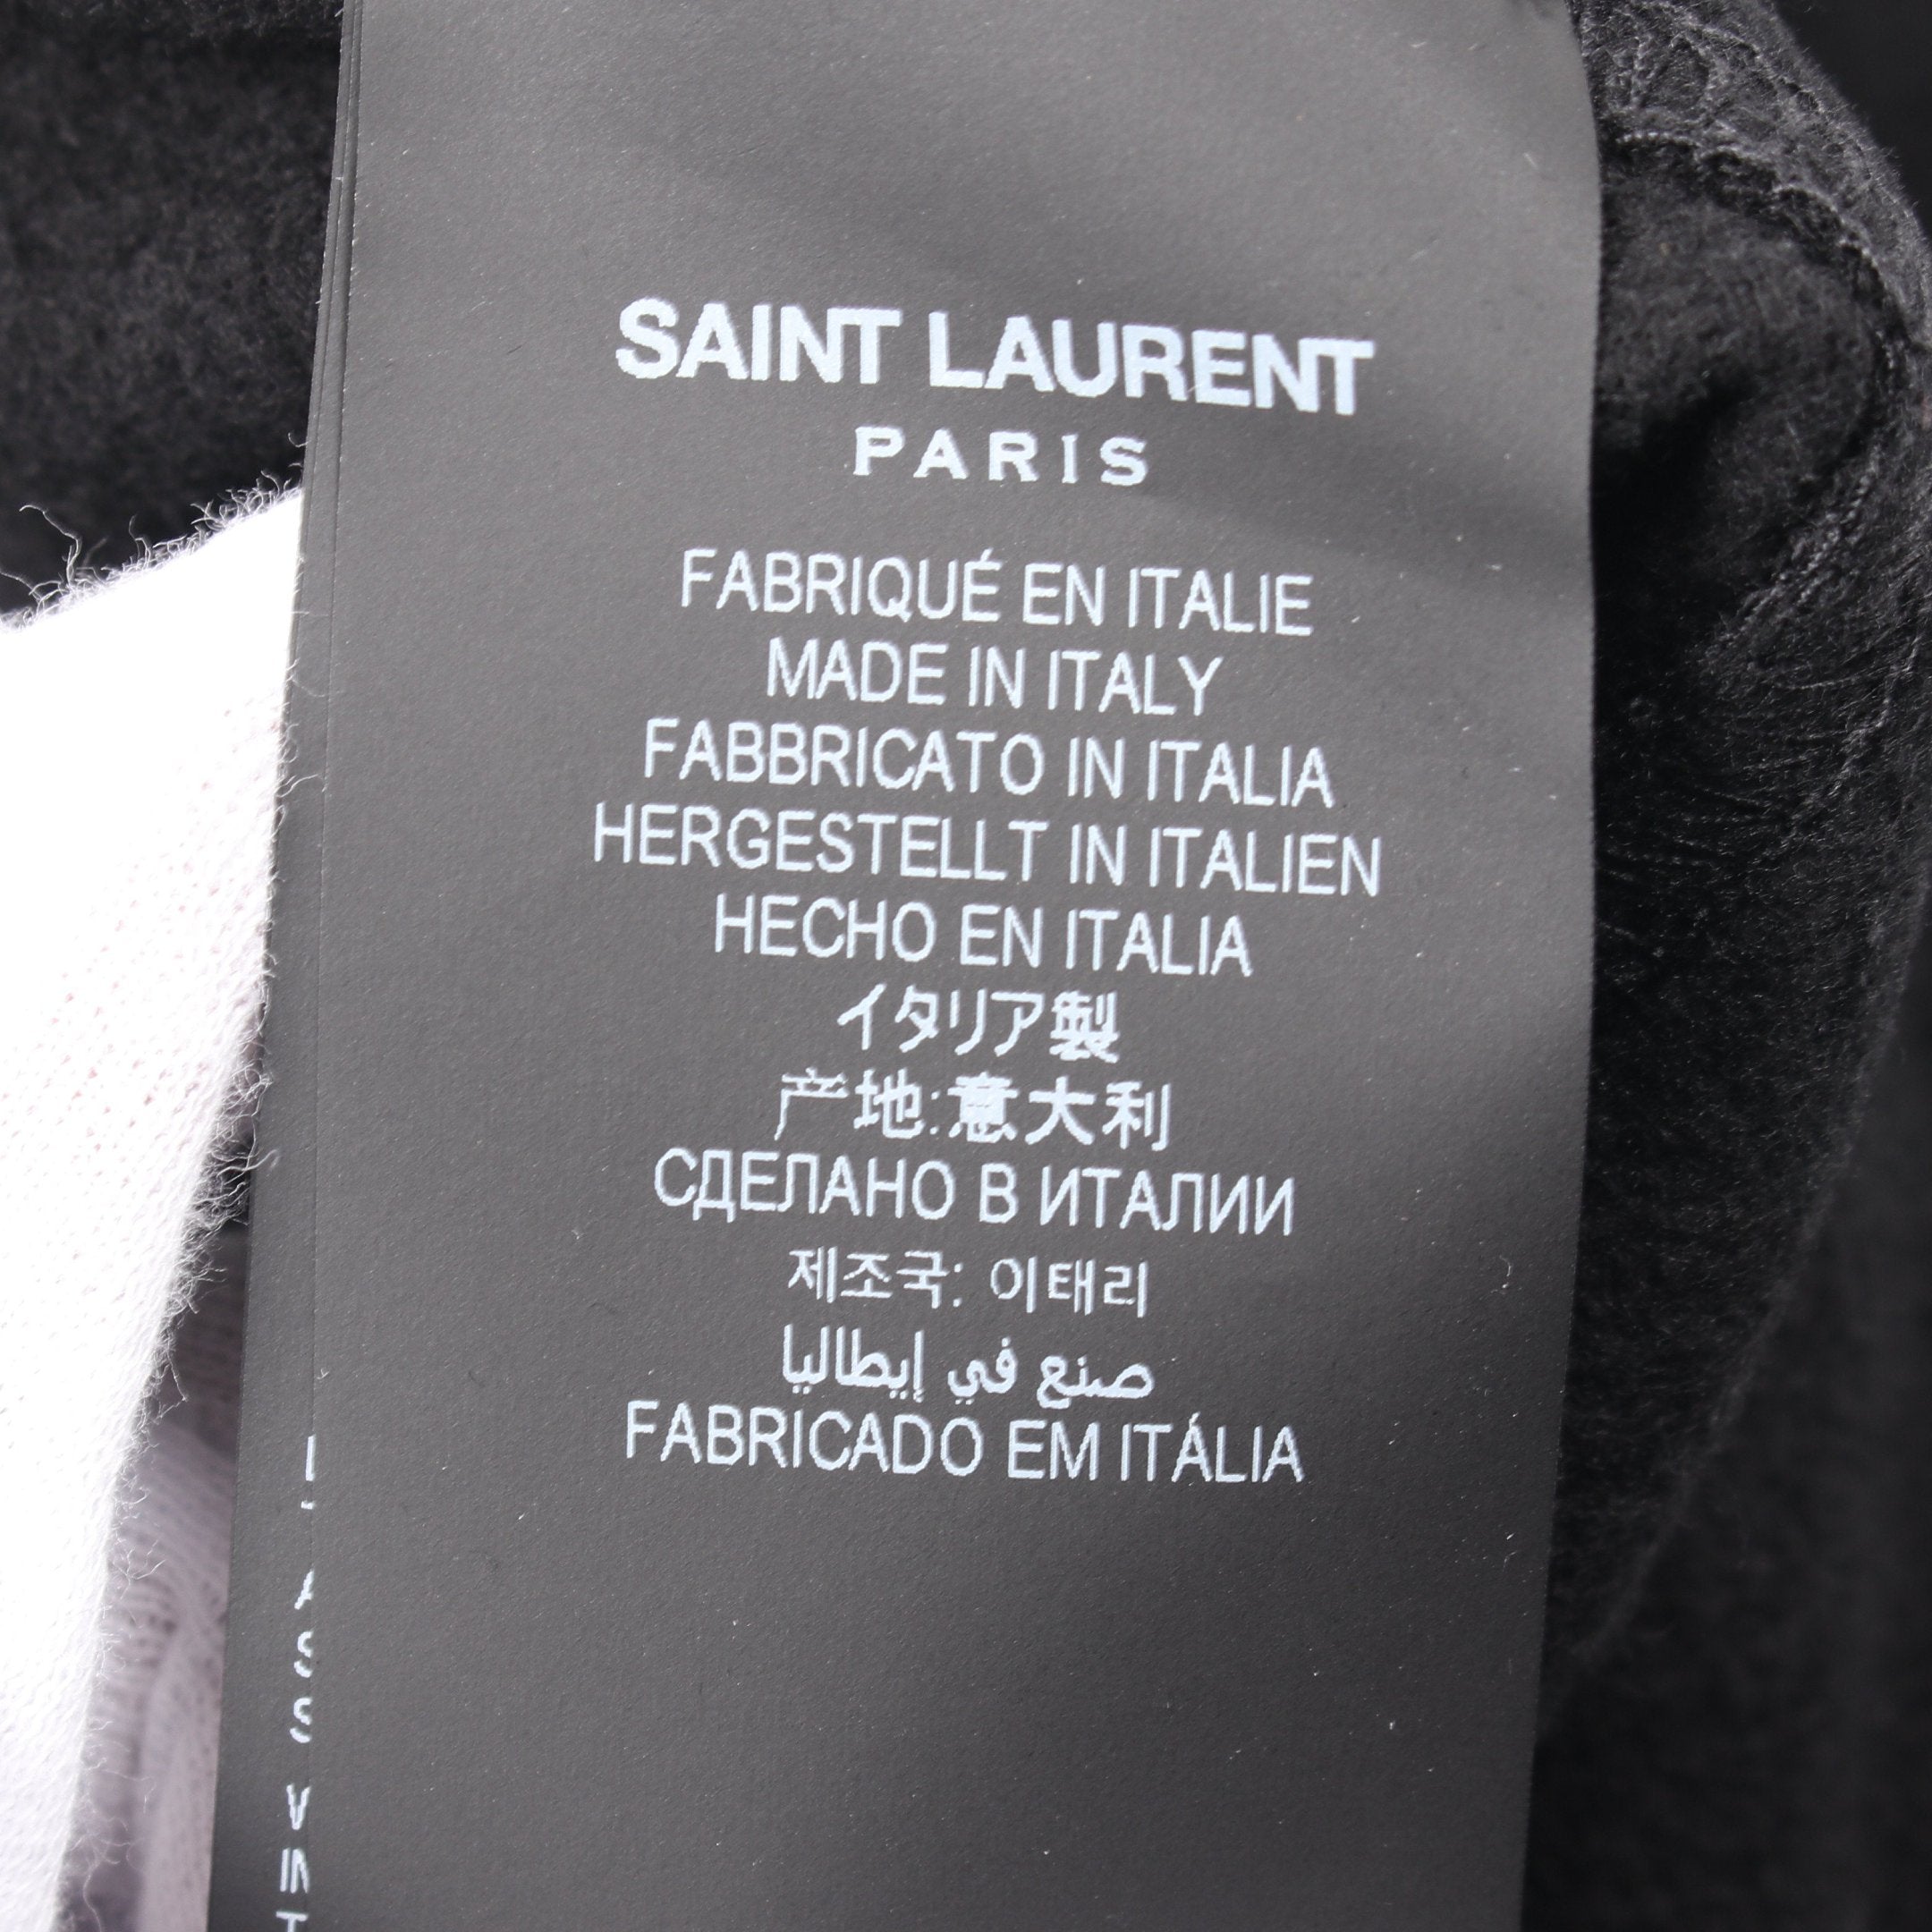 SAINT LAURENT
PARIS
FABRIQUÉ EN ITALIE
MADE IN ITALY
FABBRICATO IN ITALIA
HERGESTELLT IN ITALIEN
HECHO EN ITALIA
イタリア製
产地:意大利
СДЕЛАНО В ИТАЛИИ
제조국: 이태리
صنع في إيطاليا
FABRICADO EM ITÁLIA